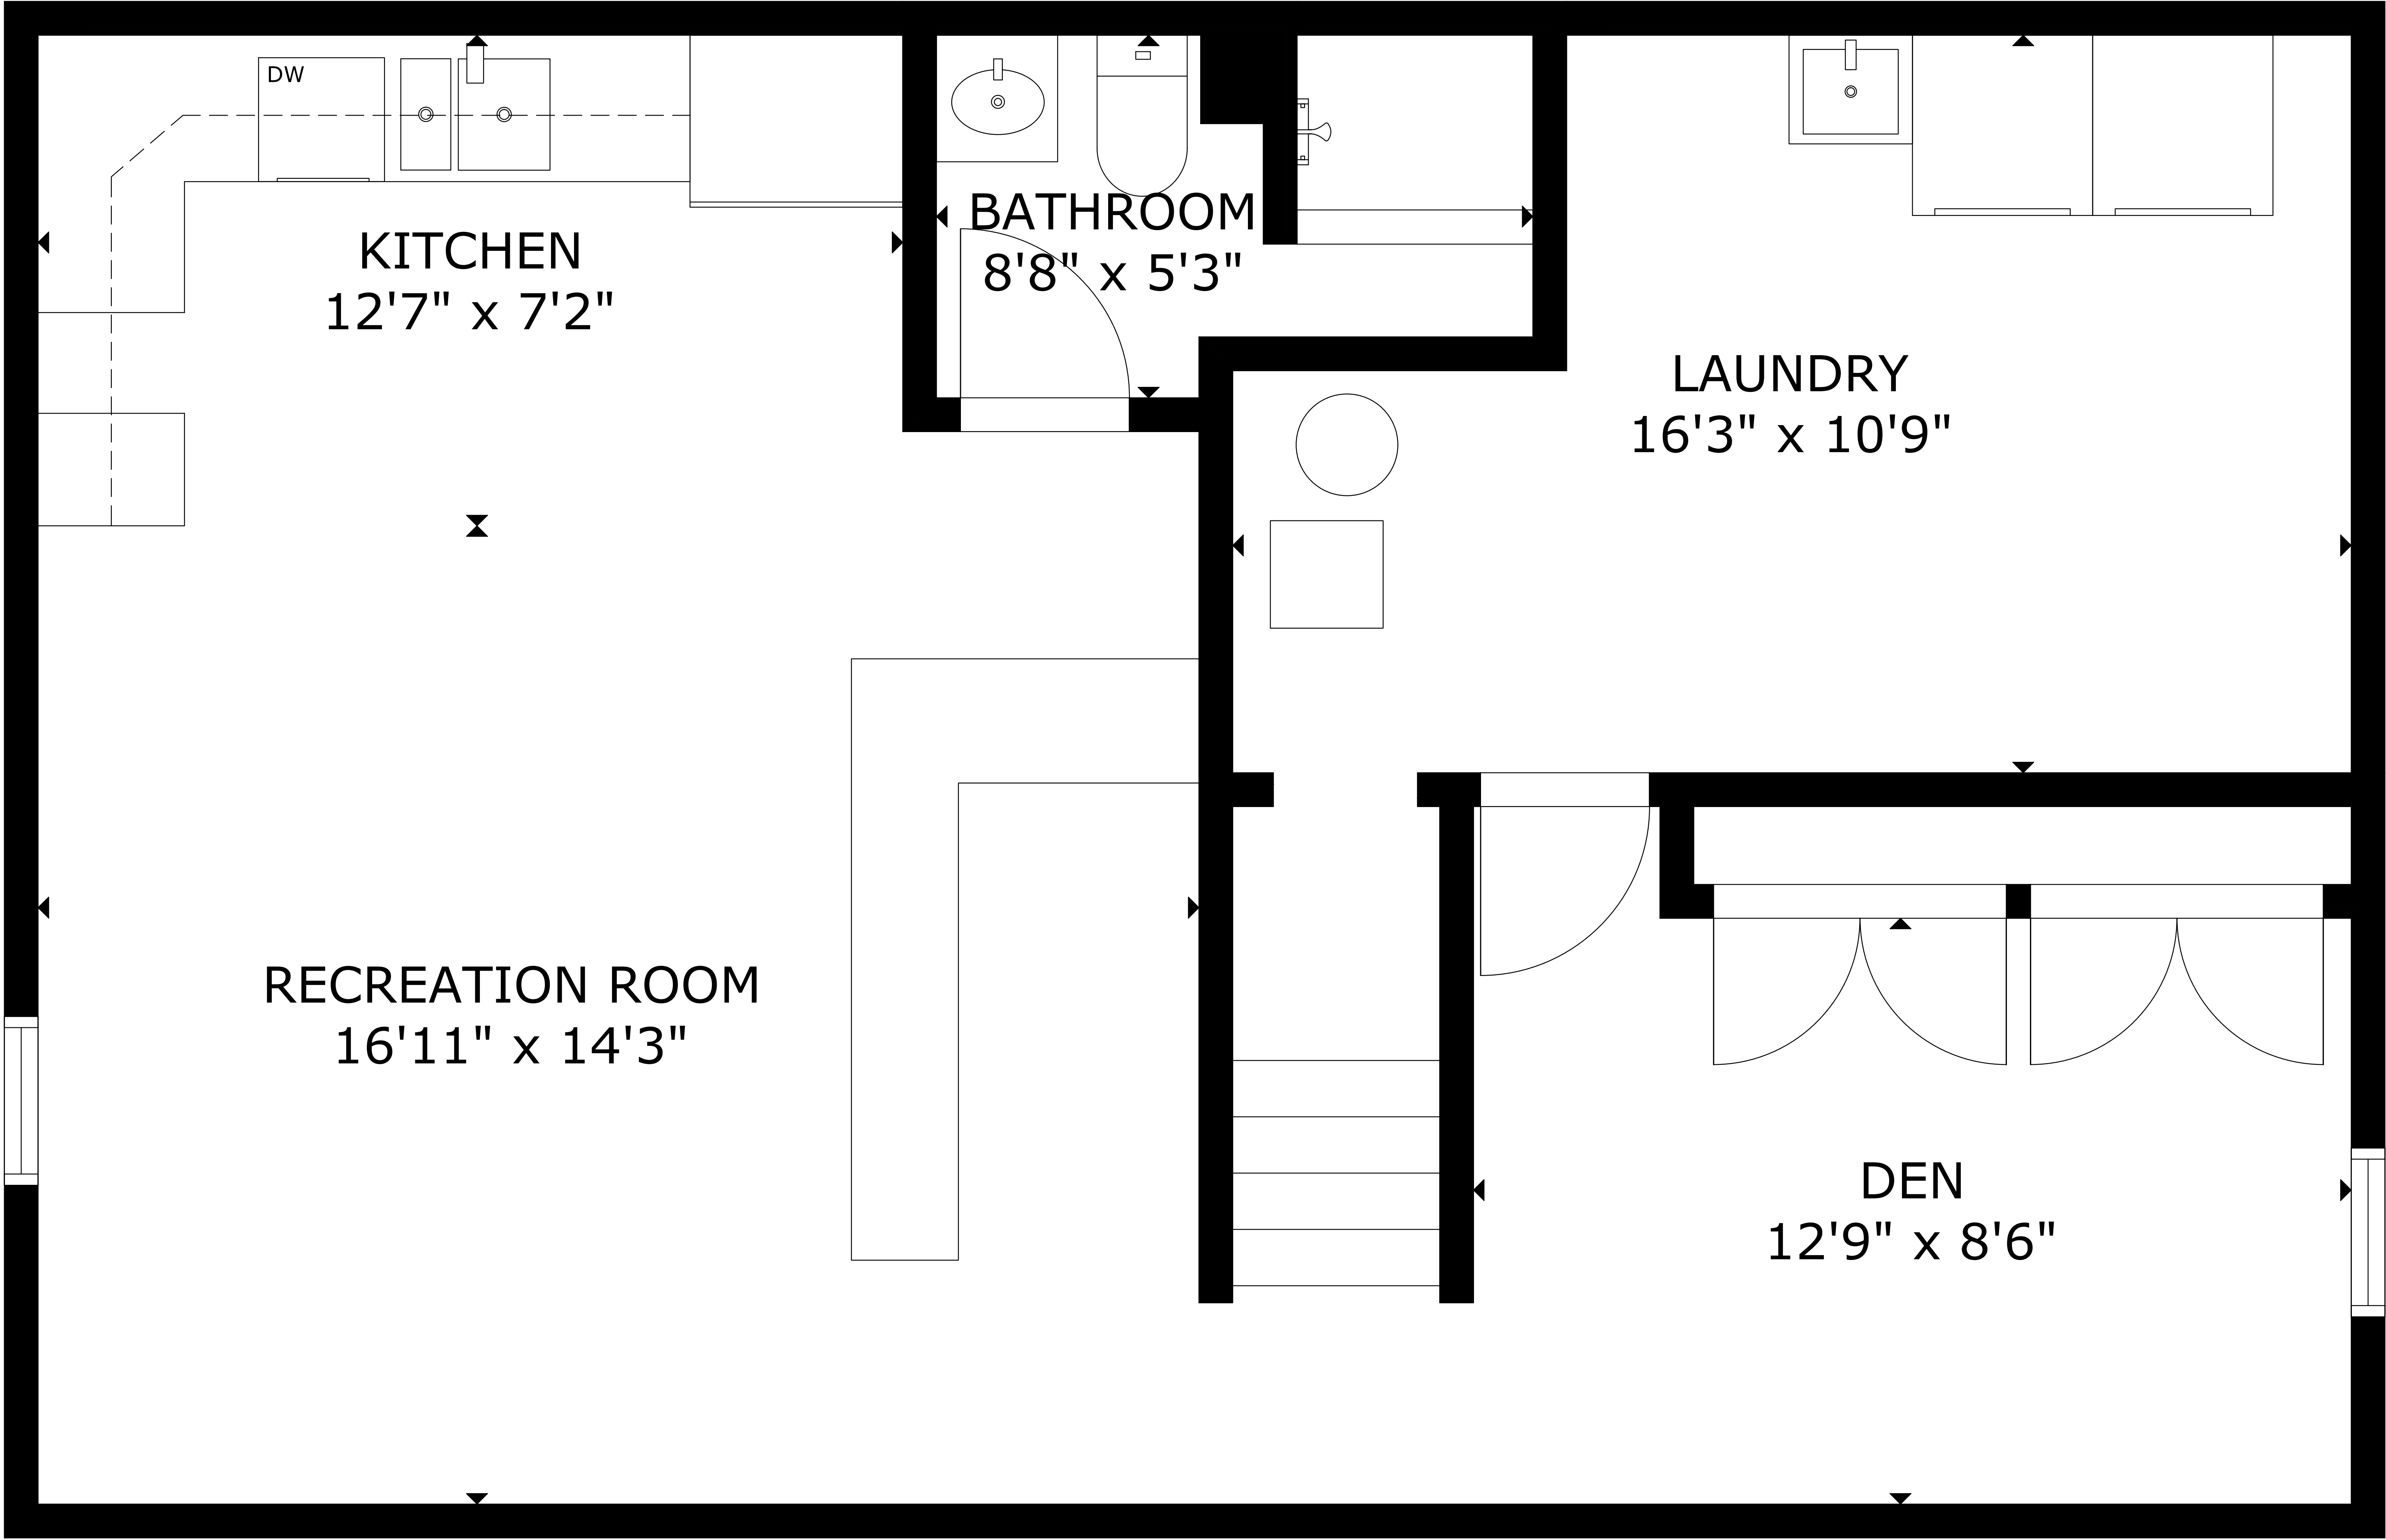 DW
KITCHEN
12'7" x 7'2"
BATHROOM
8'8" x 5'3"
LAUNDRY
16'3" x 10'9"
RECREATION ROOM
16'11" x 14'3"
DEN
12'9" x 8'6"